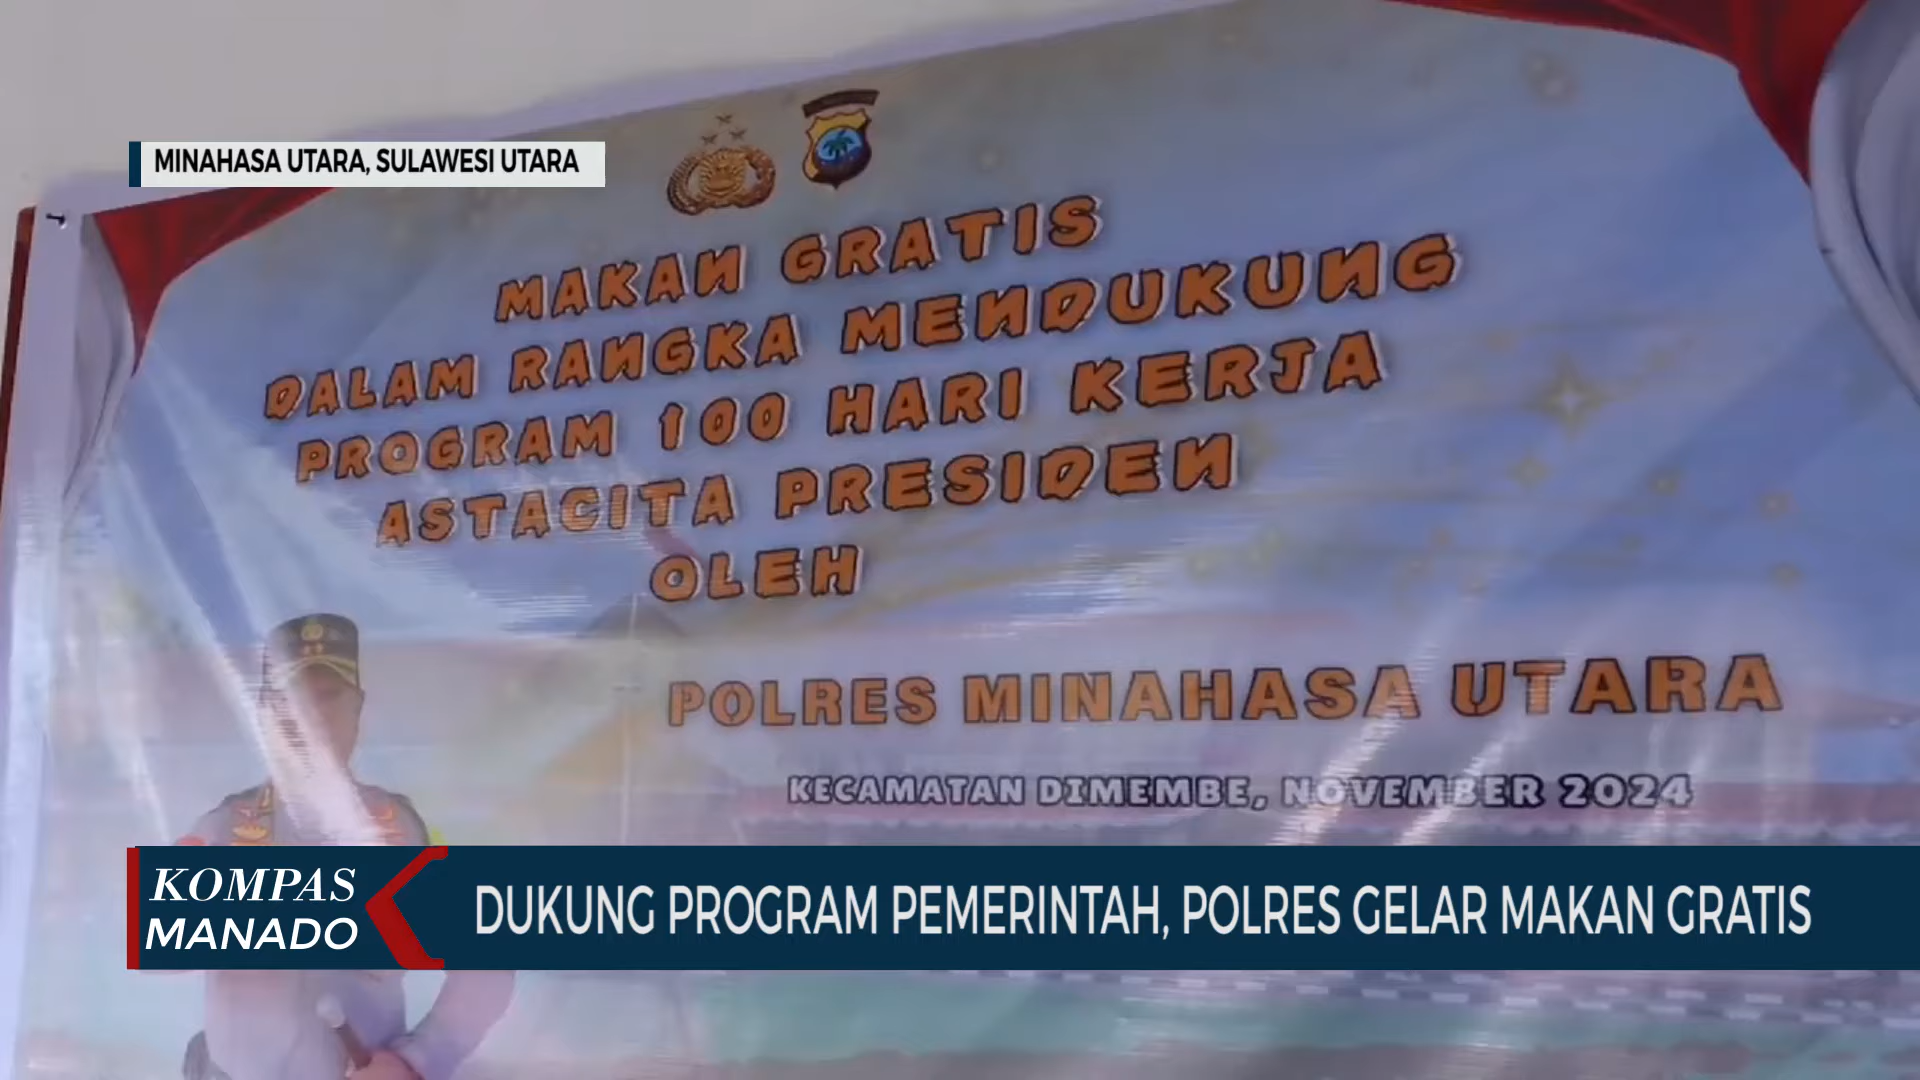 MINAHASA UTARA, SULAWESI UTARA
MAKAN GRATIS
DALAM RANGKA MENDUKUNG
PROGRAM 100 HARI KERJA
ASTACITA PRESIDEN
OLEH
POLRES MINAHASA UTARA
KECAMATAN DIMEMBE, NOVEMBER 2024
KOMPAS
MANADO
DUKUNG PROGRAM PEMERINTAH, POLRES GELAR MAKAN GRATIS